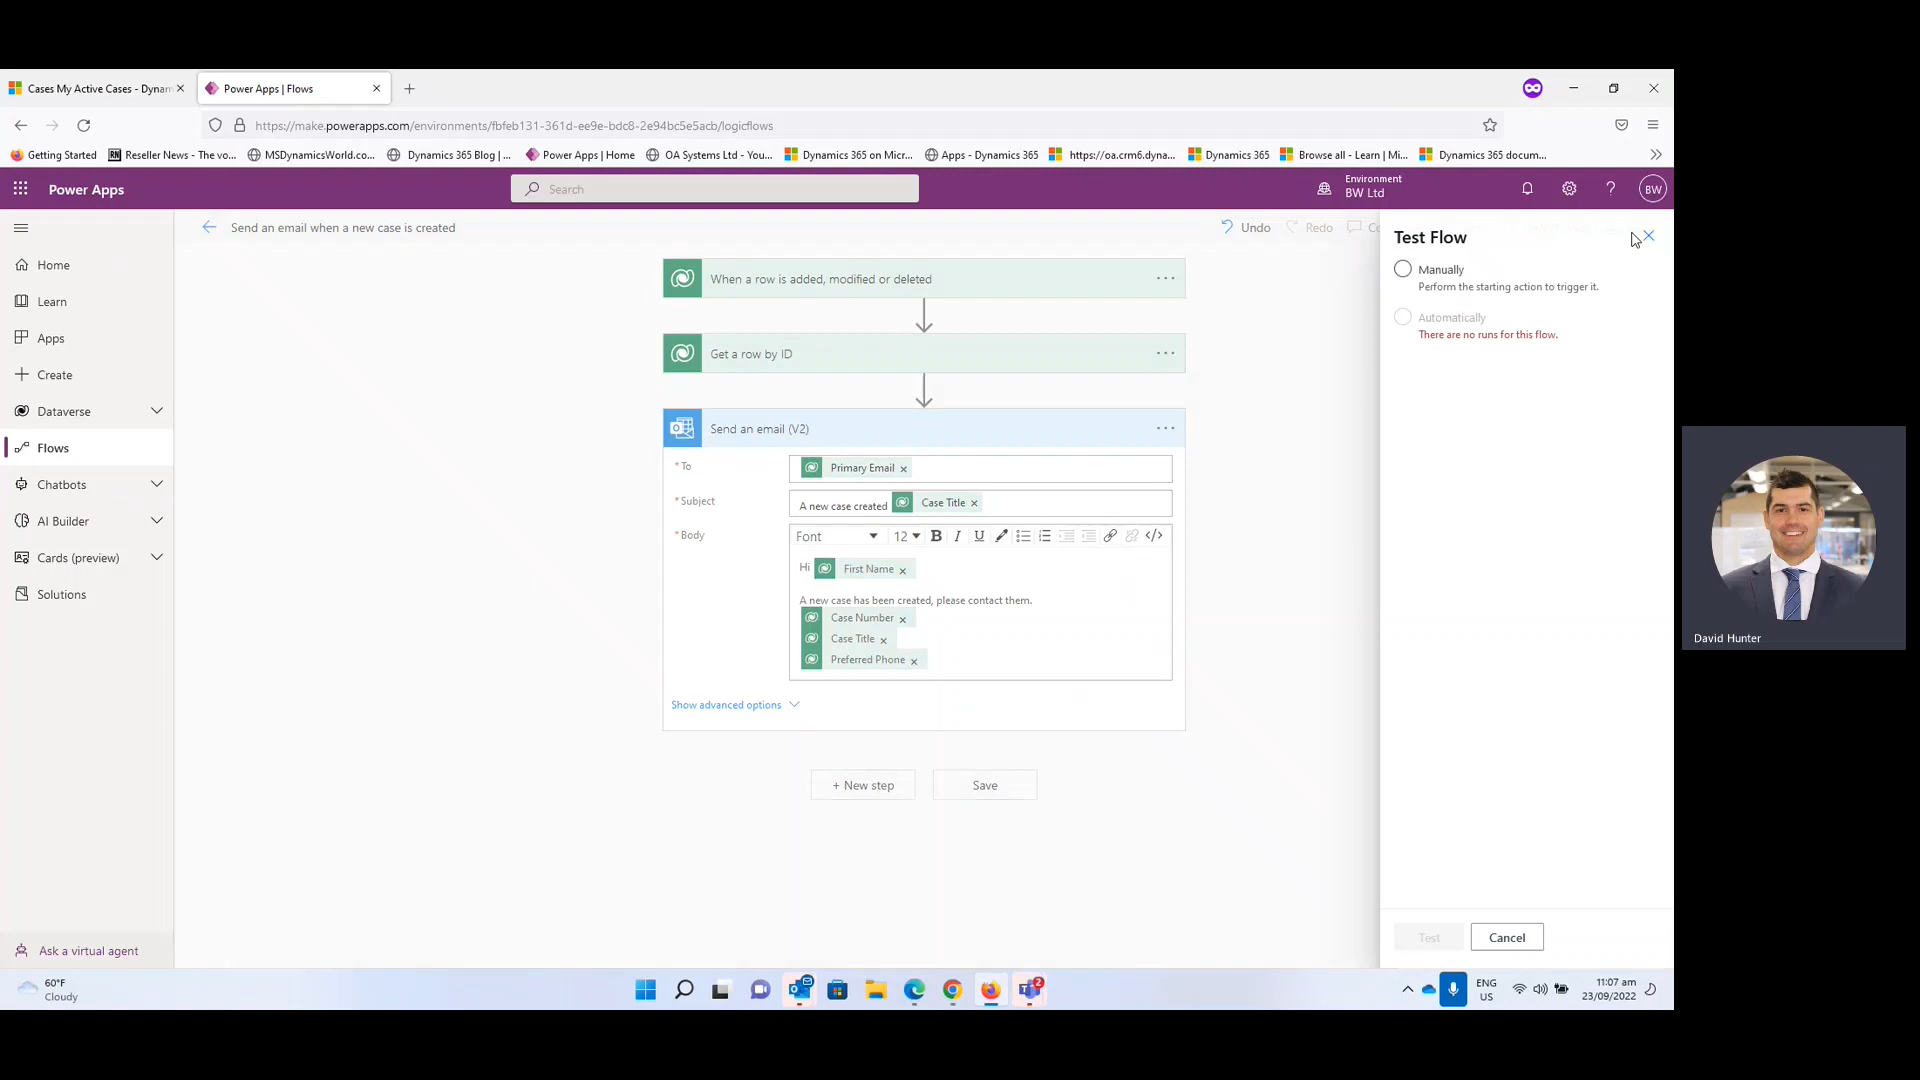 Cases My Active Cases - Dynam
Power Apps | Flows
https://make.powerapps.com/environments/fbfeb131-361d-ee9e-bdc8-2e94bc5e5acb/logicflows
Getting Started
Reseller News - The vo...
MSDynamicsWorld.co...
Dynamics 365 Blog | ...
Power Apps | Home
OA Systems Ltd - You...
Dynamics 365 on Micr...
Apps - Dynamics 365
https://oa.crm6.dyna...
Dynamics 365
Browse all - Learn | Mi...
Dynamics 365 docum...
Power Apps
Search
Environment
BW Ltd
BW
Send an email when a new case is created
Undo
Redo
Co
Home
Learn
Apps
Create
Dataverse
Flows
Chatbots
AI Builder
Cards (preview)
Solutions
Ask a virtual agent
When a row is added, modified or deleted
Get a row by ID
Send an email (V2)
* To
Primary Email
* Subject
A new case created Case Title
* Body
Font 12 B I U </>
Hi First Name
A new case has been created, please contact them.
Case Number
Case Title
Preferred Phone
Show advanced options
+ New step
Save
Test Flow
Manually
Perform the starting action to trigger it.
Automatically
There are no runs for this flow.
Test
Cancel
David Hunter
60°F
Cloudy
2
ENG
US
11:07 am
23/09/2022